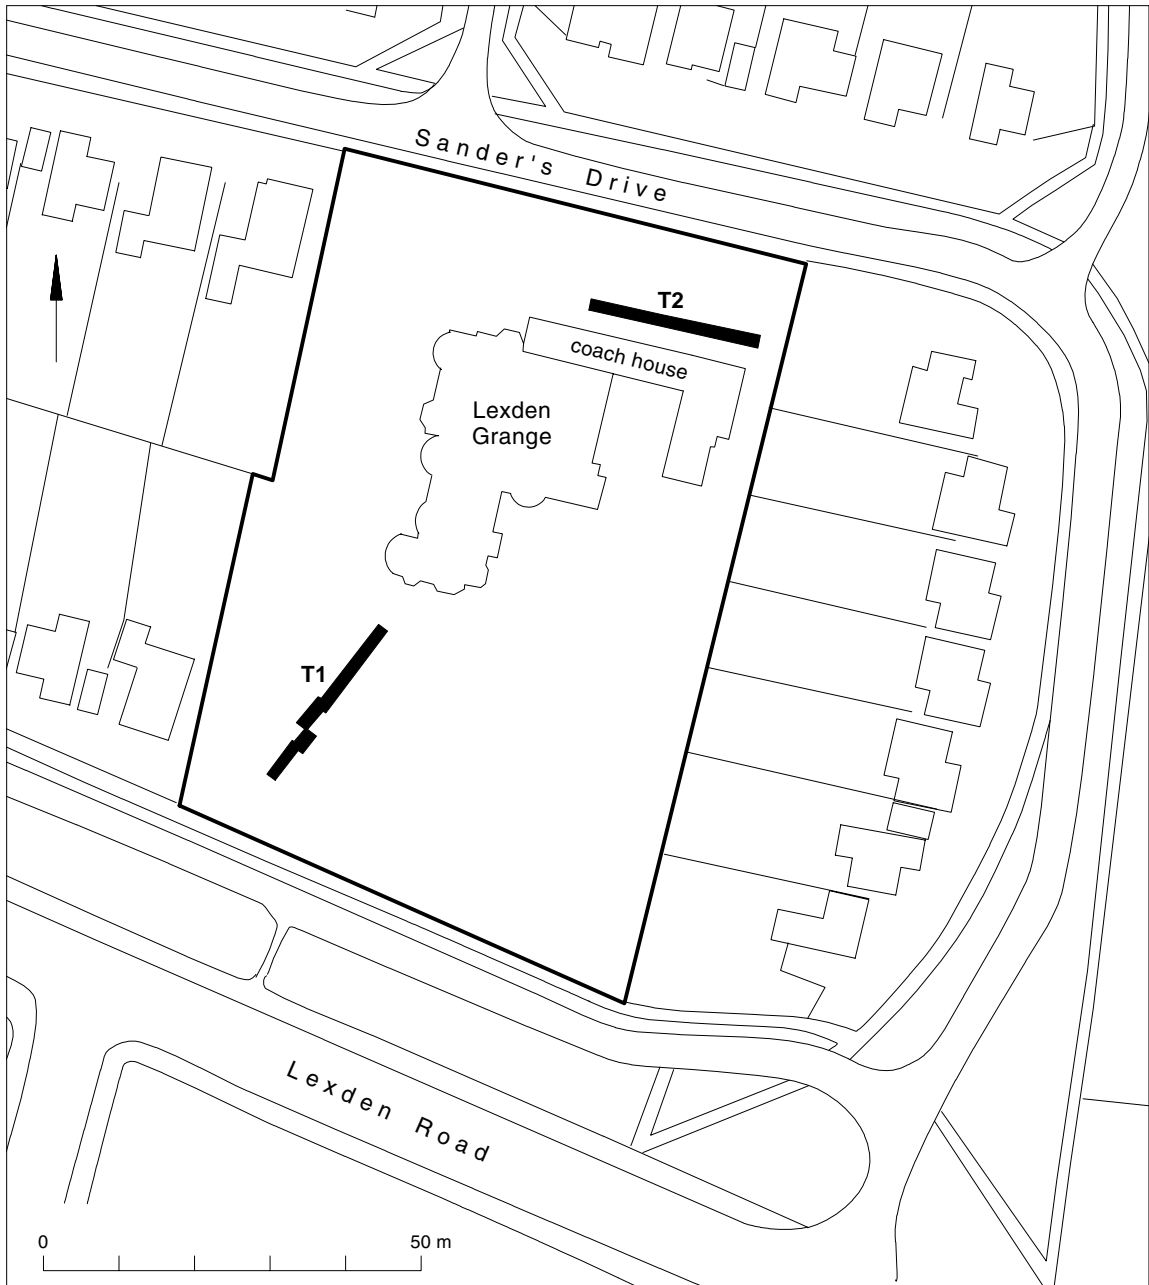 Sander's Drive
T2
coach house
Lexden
Grange
T1
Lexden Road
0 50 m